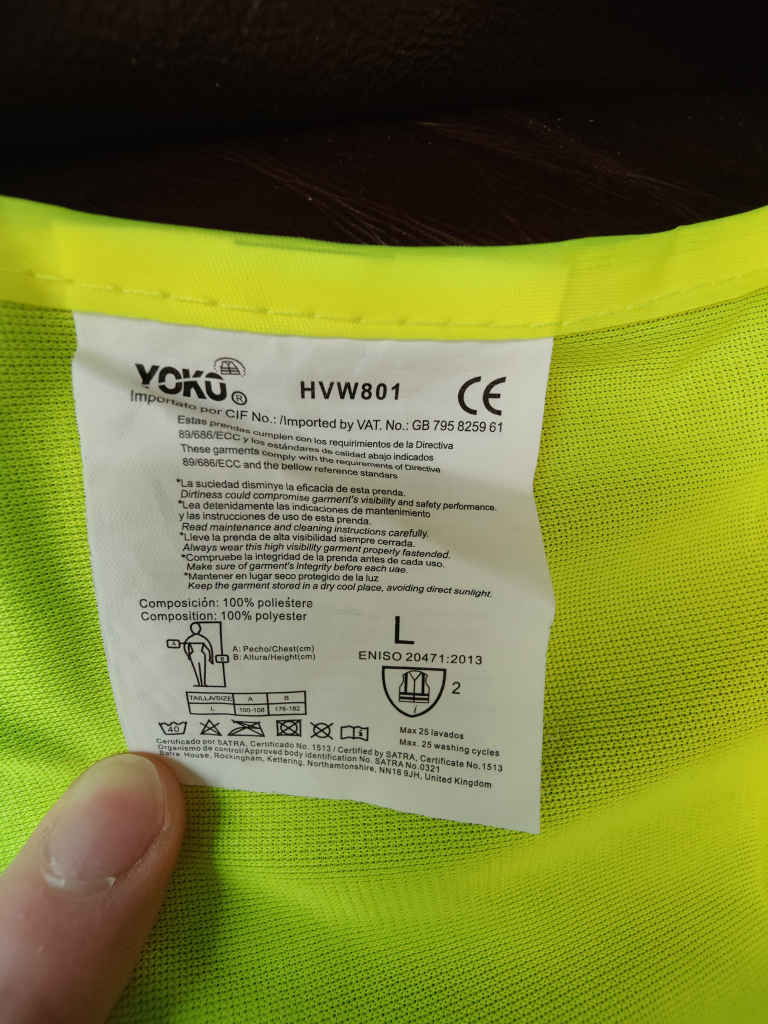 YOKO ® HVW801 CE
Importato por CIF No.: /Imported by VAT. No.: GB 795 8259 61
Estas prendas cumplen con los requirimientos de la Directiva
89/686/ECC y los estándares de calidad abajo indicados
These garments comply with the requirements of Directive
89/686/ECC and the bellow reference standars
*La suciedad disminye la eficacia de esta prenda.
Dirtiness could compromise garment's visibility and safety performance.
*Lea detenidamente las indicaciones de mantenimiento
y las instrucciones de uso de esta prenda.
Read maintenance and cleaning instructions carefully.
*Lleve la prenda de alta visibilidad siempre cerrada.
Always wear this high visibility garment properly fastended.
*Compruebe la integridad de la prenda antes de cada uso.
Make sure of garment's Integrity before each uae.
*Mantener en lugar seco protegido de la luz
Keep the garment stored in a dry cool place, avoiding direct sunlight.
Composición: 100% poliéstere
Composition: 100% polyester
A
B
A: Pecho/Chest(cm)
B: Altura/Height(cm)
TAILLA/SIZE A B
L 100-108 176-182
L
ENISO 20471:2013
2
i
40
i
Max 25 lavados
Max. 25 washing cycles
Certificado por SATRA, Certificado No. 1513 / Certified by SATRA, Certificate No.1513
Organismo de control/Approved body identification No. SATRA No.0321
Satra House, Rockingham, Kettering, Northamtonshire, NN16 9JH, United Kingdom